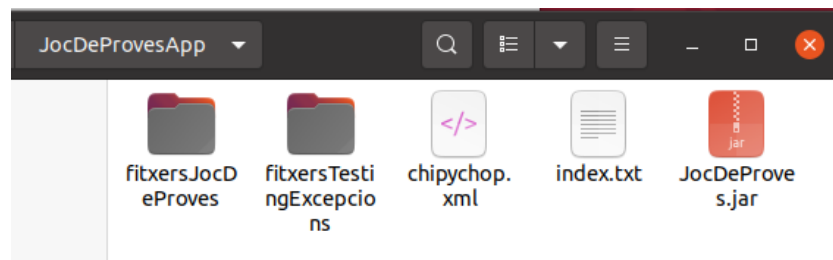 JocDeProvesApp
</>
jar
fitxersJocD
eProves
fitxersTesti
ngExcepcio
ns
chipychop.
xml
index.txt
JocDeProve
s.jar